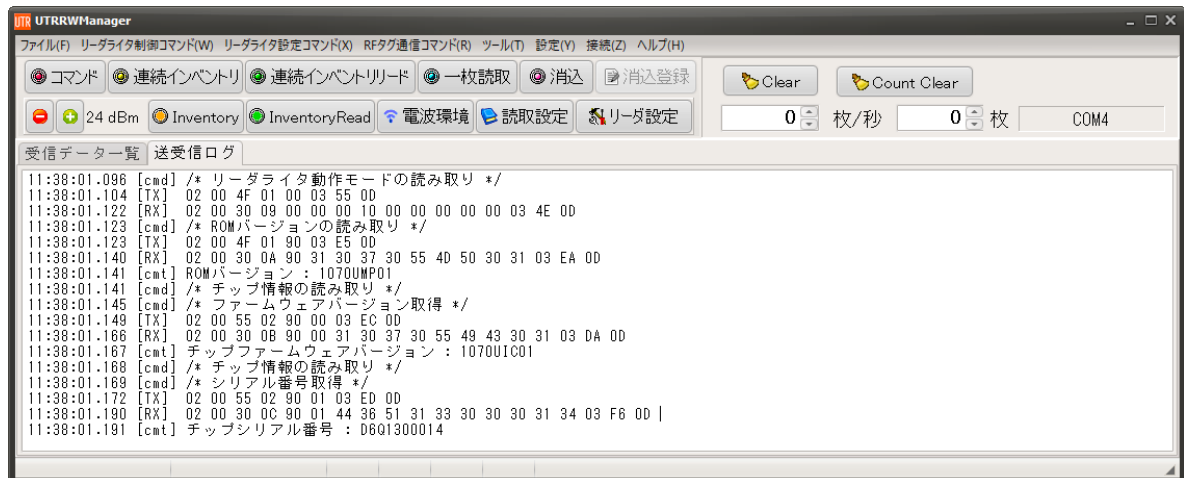 UTR UTRRWManager
ファイル(F) リーダライタ制御コマンド(W) リーダライタ設定コマンド(X) RFタグ通信コマンド(R) ツール(T) 設定(Y) 接続(Z) ヘルプ(H)
コマンド 連続インベントリ 連続インベントリリード 一枚読取 消込 消込登録 Clear Count Clear
24 dBm Inventory InventoryRead 電波環境 読取設定 リーダ設定 0 枚/秒 0 枚 COM4
受信データ一覧 送受信ログ
11:38:01.096 [cmd] /* リーダライタ動作モードの読み取り */
11:38:01.104 [TX] 02 00 4F 01 00 03 55 0D
11:38:01.122 [RX] 02 00 30 09 00 00 00 10 00 00 00 00 00 03 4E 0D
11:38:01.123 [cmd] /* ROMバージョンの読み取り */
11:38:01.123 [TX] 02 00 4F 01 90 03 E5 0D
11:38:01.140 [RX] 02 00 30 0A 90 31 30 37 30 55 4D 50 30 31 03 EA 0D
11:38:01.141 [cmt] ROMバージョン : 1070UMP01
11:38:01.141 [cmd] /* チップ情報の読み取り */
11:38:01.145 [cmd] /* ファームウェアバージョン取得 */
11:38:01.149 [TX] 02 00 55 02 90 00 03 EC 0D
11:38:01.166 [RX] 02 00 30 0B 90 00 31 30 37 30 55 49 43 30 31 03 DA 0D
11:38:01.167 [cmt] チップファームウェアバージョン : 1070UIC01
11:38:01.168 [cmd] /* チップ情報の読み取り */
11:38:01.169 [cmd] /* シリアル番号取得 */
11:38:01.172 [TX] 02 00 55 02 90 01 03 ED 0D
11:38:01.190 [RX] 02 00 30 0C 90 01 44 36 51 31 33 30 30 30 31 34 03 F6 0D
11:38:01.191 [cmt] チップシリアル番号 : D6Q1300014